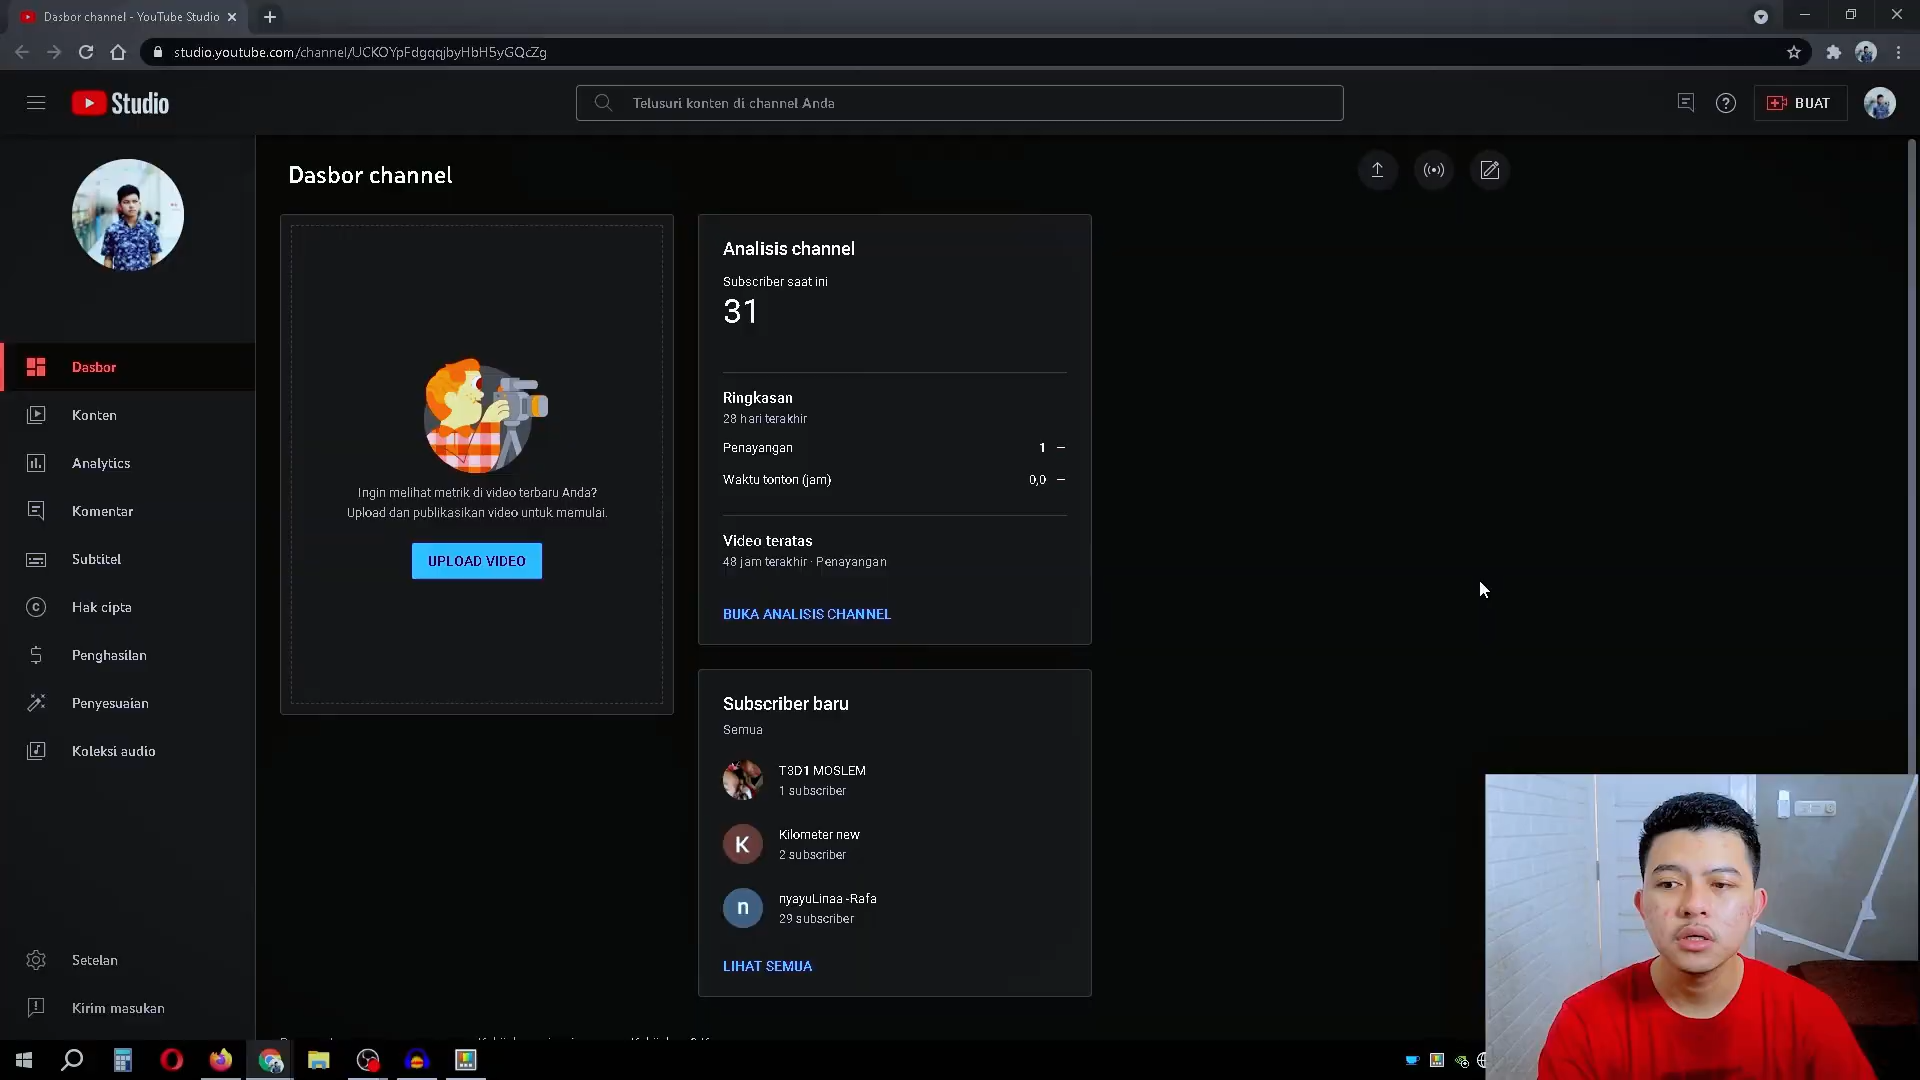 Dasbor channel - YouTube Studio
studio.youtube.com/channel/UCKOYpFdgqqjbyHbH5yGQcZg
Studio
Telusuri konten di channel Anda
BUAT
Dasbor channel
Dasbor
Konten
Analytics
Komentar
Subtitel
Hak cipta
Penghasilan
Penyesuaian
Koleksi audio
Setelan
Kirim masukan
Ingin melihat metrik di video terbaru Anda?
Upload dan publikasikan video untuk memulai.
UPLOAD VIDEO
Analisis channel
Subscriber saat ini
31
Ringkasan
28 hari terakhir
Penayangan 1 —
Waktu tonton (jam) 0,0 —
Video teratas
48 jam terakhir · Penayangan
BUKA ANALISIS CHANNEL
Subscriber baru
Semua
T3D1 MOSLEM
1 subscriber
K
Kilometer new
2 subscriber
n
nyayuLinaa -Rafa
29 subscriber
LIHAT SEMUA